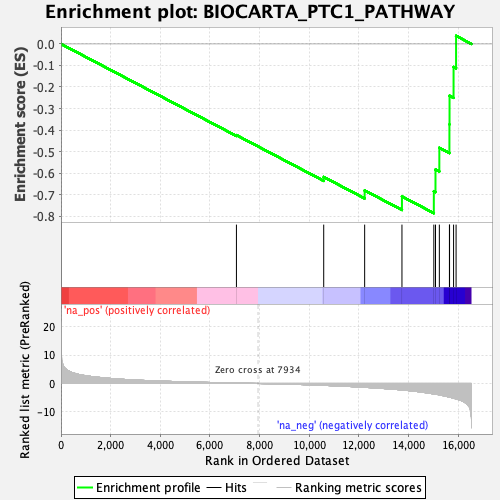 Enrichment plot: BIOCARTA_PTC1_PATHWAY
Enrichment score (ES)
0.0
-0.1
-0.2
-0.3
-0.4
-0.5
-0.6
-0.7
-0.8
'na_pos' (positively correlated)
Ranked list metric (PreRanked)
20
10
0
-10
Zero cross at 7934
'na_neg' (negatively correlated)
0 2,000 4,000 6,000 8,000 10,000 12,000 14,000 16,000
Rank in Ordered Dataset
Enrichment profile Hits Ranking metric scores